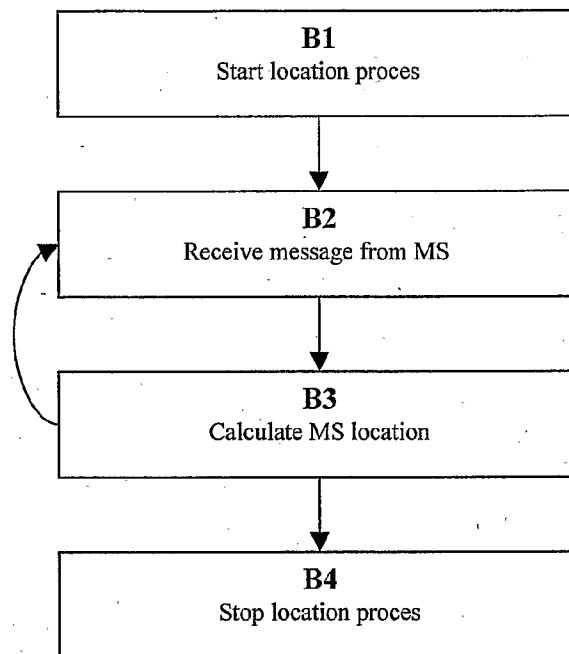 B1
Start location proces
B2
Receive message from MS
B3
Calculate MS location
B4
Stop location proces